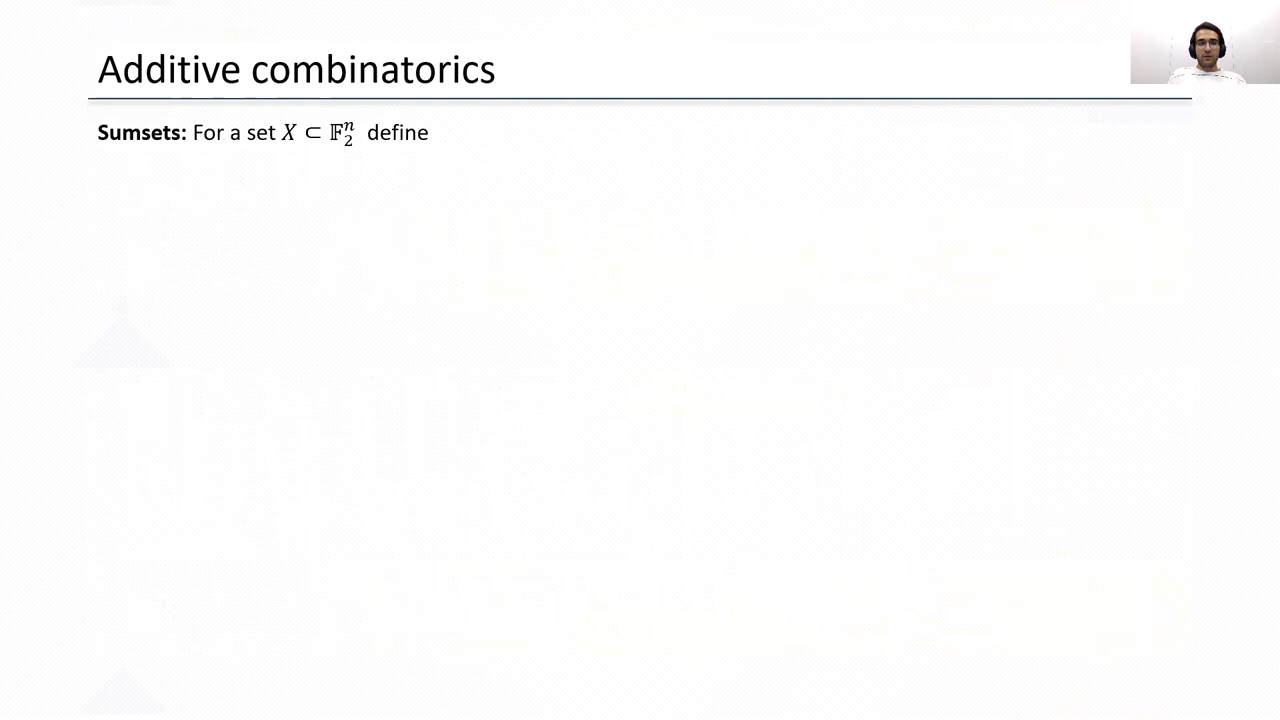 Additive combinatorics
Sumsets: For a set 𝑋 ⊂ 𝔽₂ⁿ define